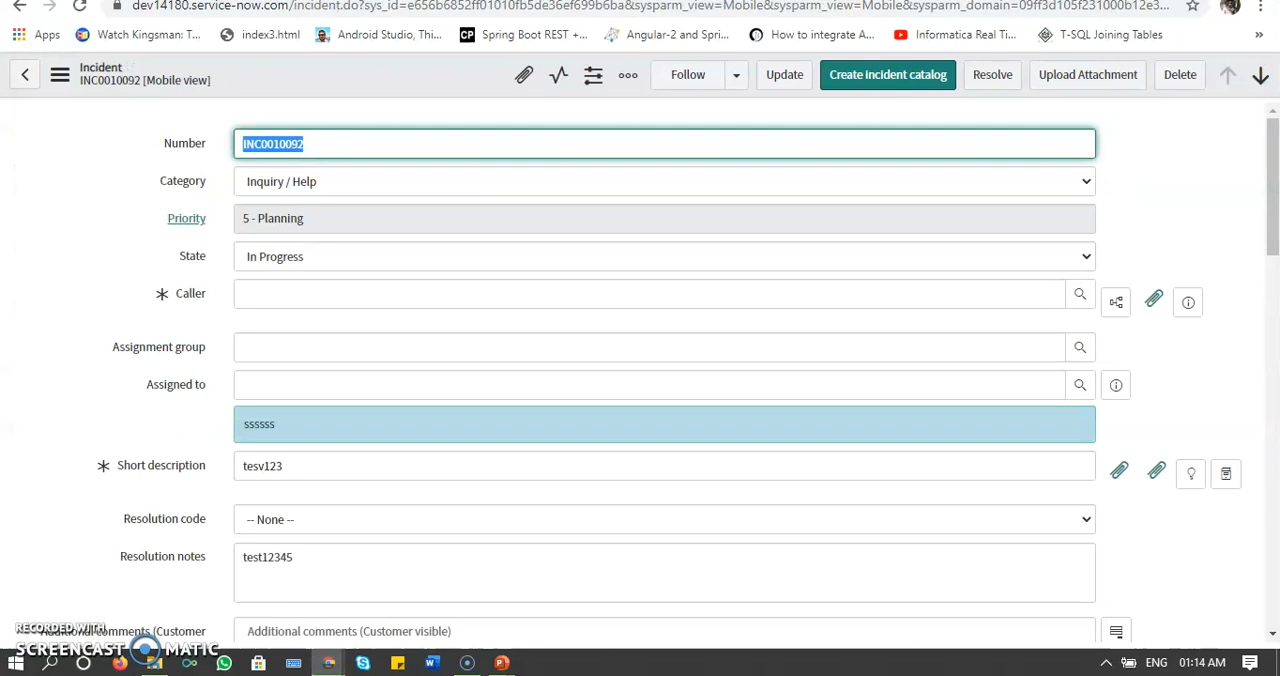 dev14180.service-now.com/incident.do?sys_id=e656b6852ff01010fb5de36ef699b6ba&sysparm_view=Mobile&sysparm_view=Mobile&sysparm_domain=09ff3d105f231000b12e3...
Apps Watch Kingsman: T... index3.html Android Studio, Thi... Spring Boot REST +... Angular-2 and Spri... How to integrate A... Informatica Real Ti... T-SQL Joining Tables »
Incident
INC0010092 [Mobile view]
Follow Update Create incident catalog Resolve Upload Attachment Delete
Number INC0010092
Category Inquiry / Help
Priority 5 - Planning
State In Progress
Caller
Assignment group
Assigned to
ssssss
Short description tesv123
Resolution code -- None --
Resolution notes test12345
Additional comments (Customer Additional comments (Customer visible)
RECORDED WITH
SCREENCAST MATIC
ENG 01:14 AM